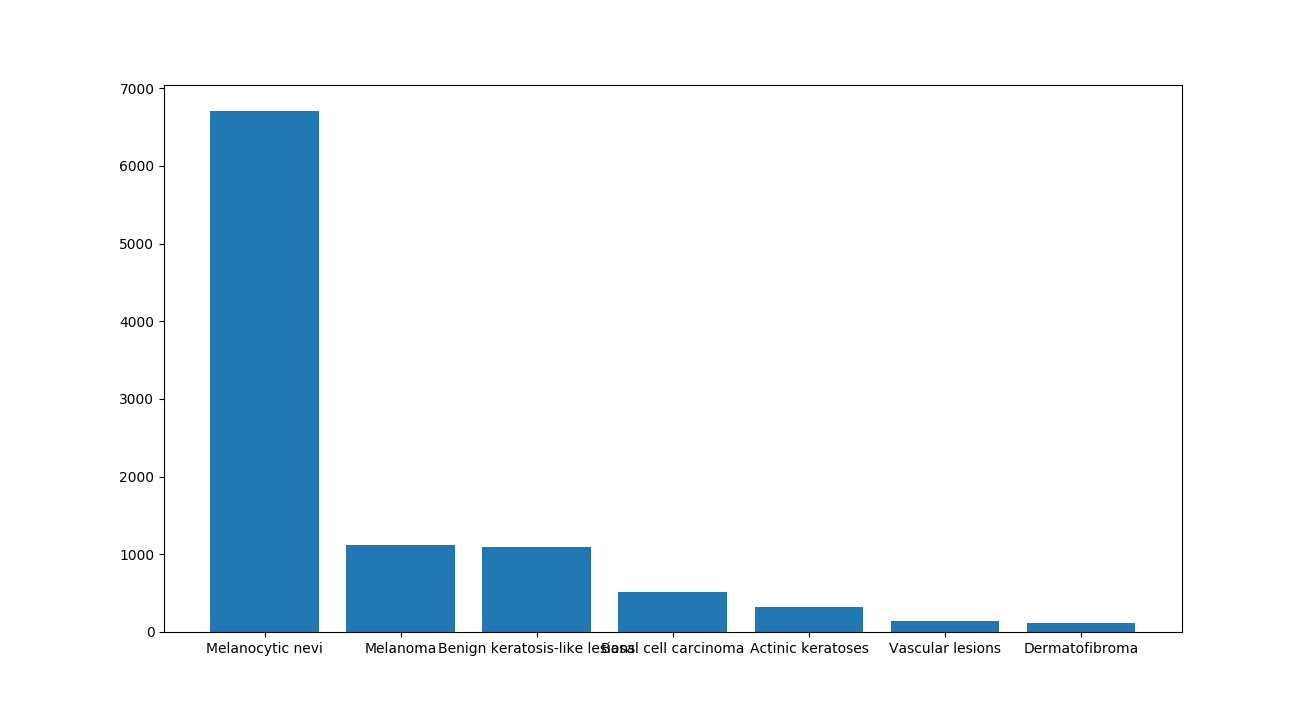 7000
6000
5000
4000
3000
2000
1000
0
Melanocytic nevi
Melanoma
Benign keratosis-like lesions
Basal cell carcinoma
Actinic keratoses
Vascular lesions
Dermatofibroma